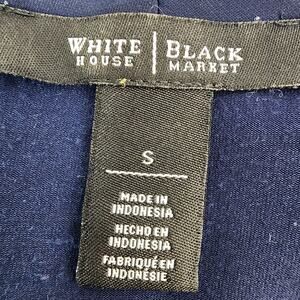 WHITE | BLACK
HOUSE | MARKET
S
MADE IN
INDONESIA
HECHO EN
INDONESIA
FABRIQUÉ EN
INDONÉSIE